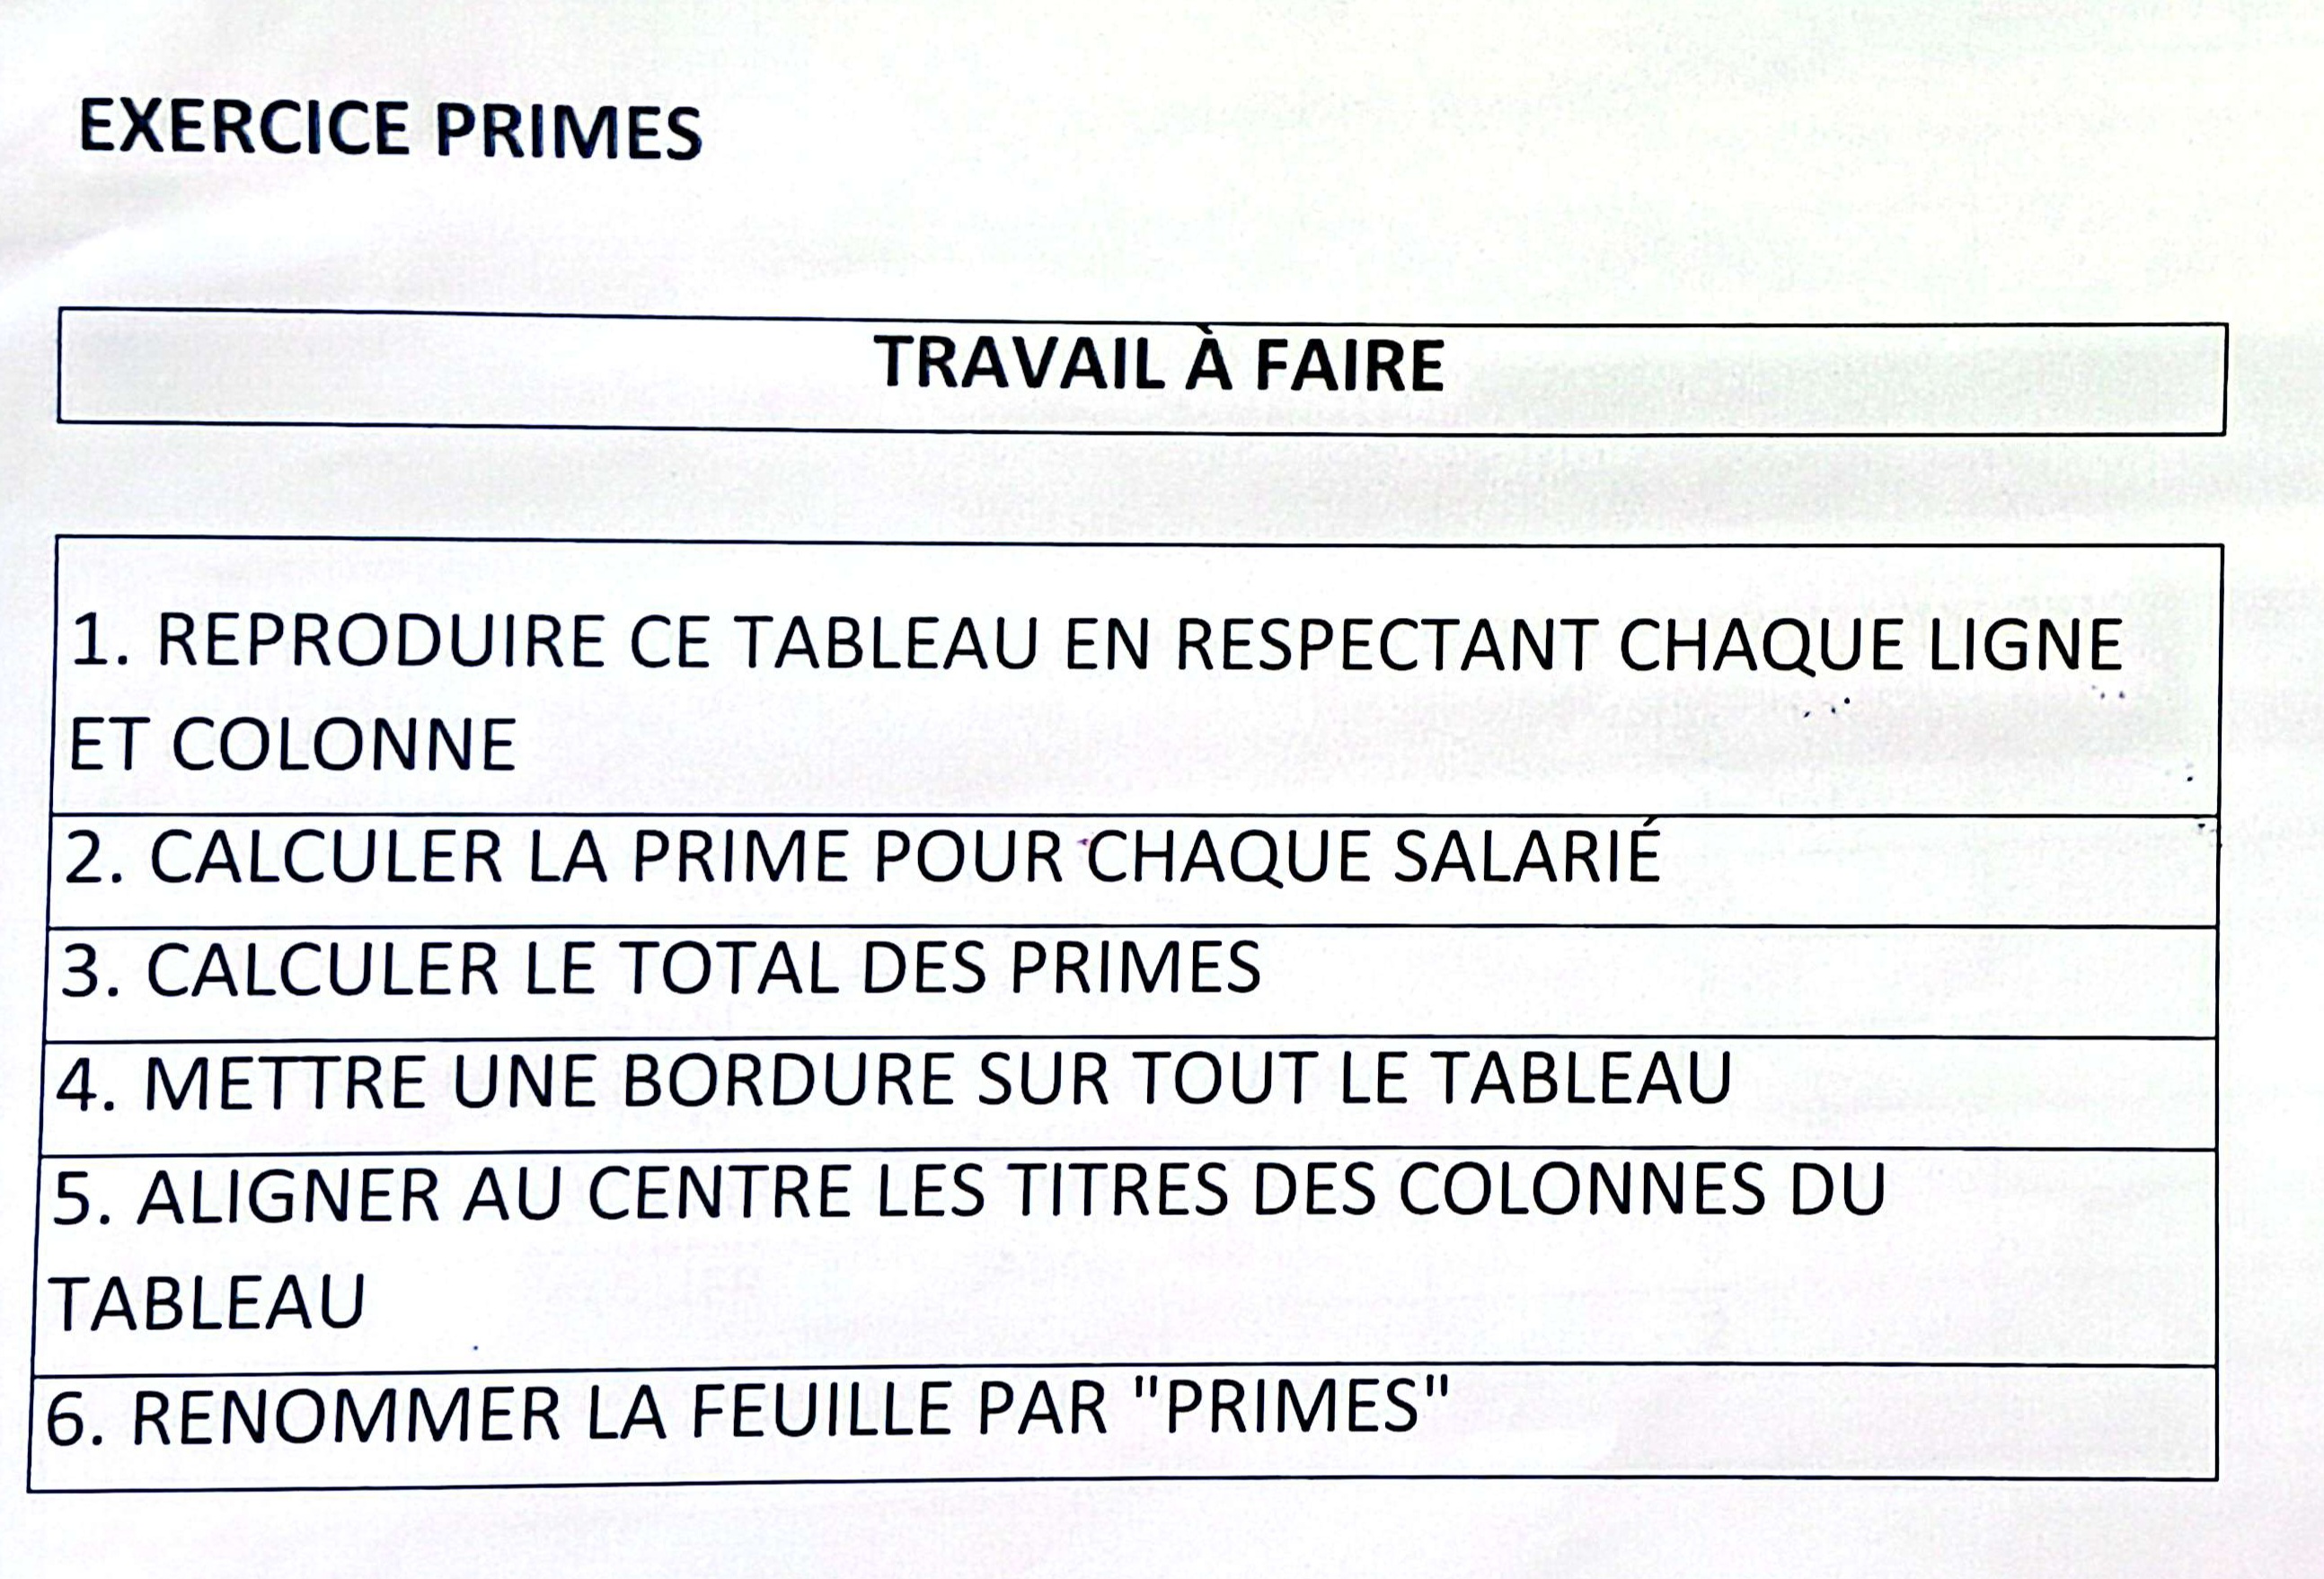 EXERCICE PRIMES
TRAVAIL À FAIRE
1. REPRODUIRE CE TABLEAU EN RESPECTANT CHAQUE LIGNE
ET COLONNE
2. CALCULER LA PRIME POUR CHAQUE SALARIÉ
3. CALCULER LE TOTAL DES PRIMES
4. METTRE UNE BORDURE SUR TOUT LE TABLEAU
5. ALIGNER AU CENTRE LES TITRES DES COLONNES DU
TABLEAU
6. RENOMMER LA FEUILLE PAR "PRIMES"